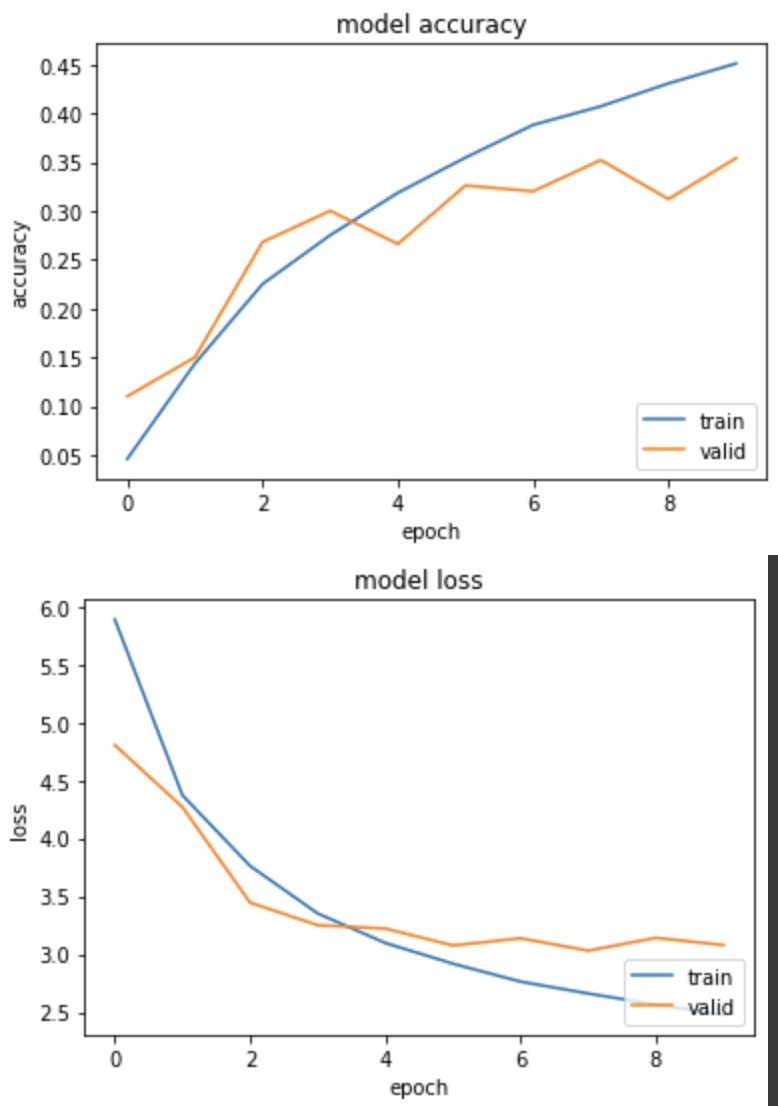 model accuracy
0.45
0.40
0.35
0.30
0.25
0.20
0.15
0.10
0.05
accuracy
train
valid
0 2 4 6 8
epoch
model loss
6.0
5.5
5.0
4.5
4.0
3.5
3.0
2.5
loss
train
valid
0 2 4 6 8
epoch